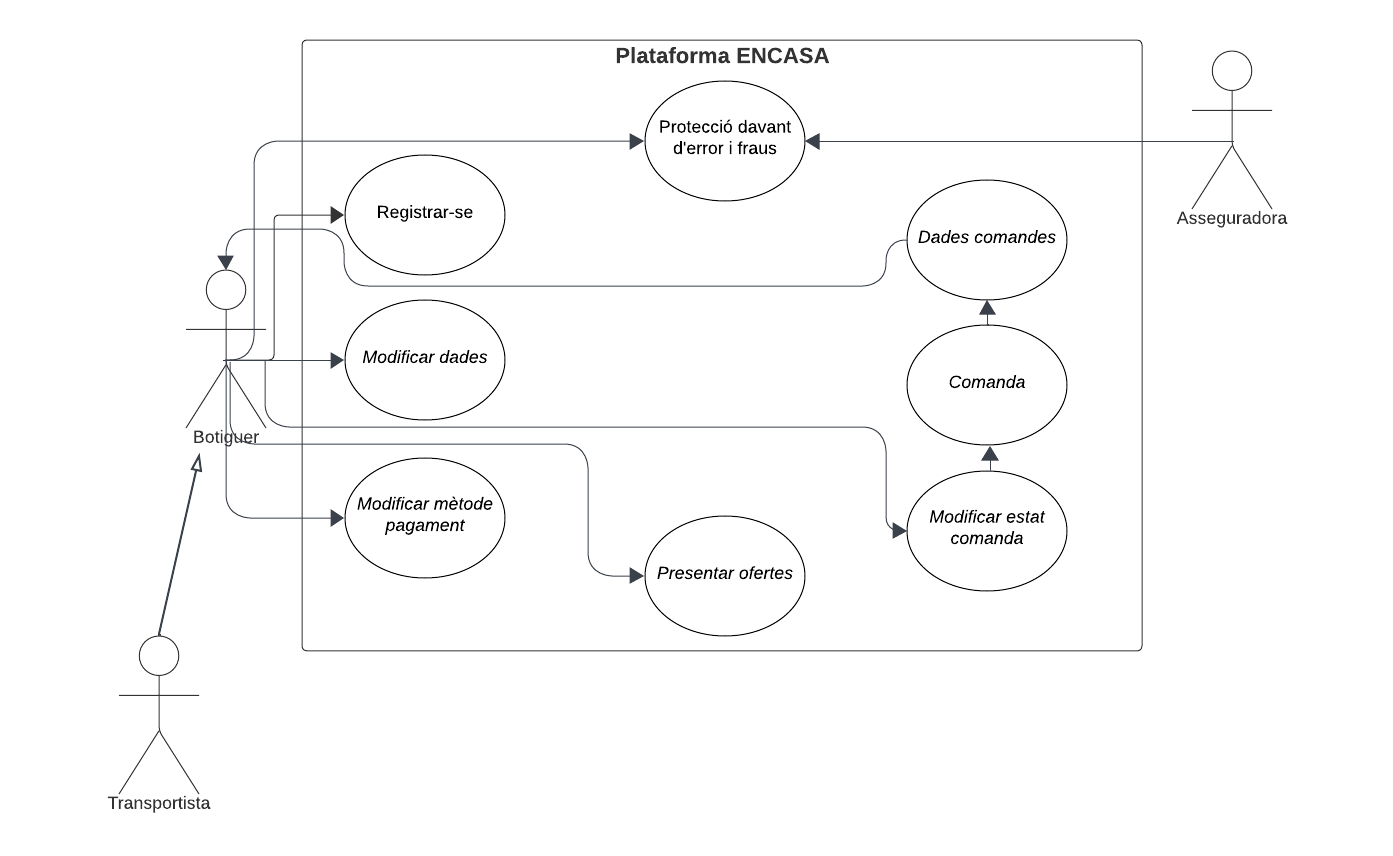 Plataforma ENCASA
Protecció davant
d'error i fraus
Registrar-se
Asseguradora
Dades comandes
Modificar dades
Comanda
Botiguer
Modificar mètode
pagament
Modificar estat
comanda
Presentar ofertes
Transportista